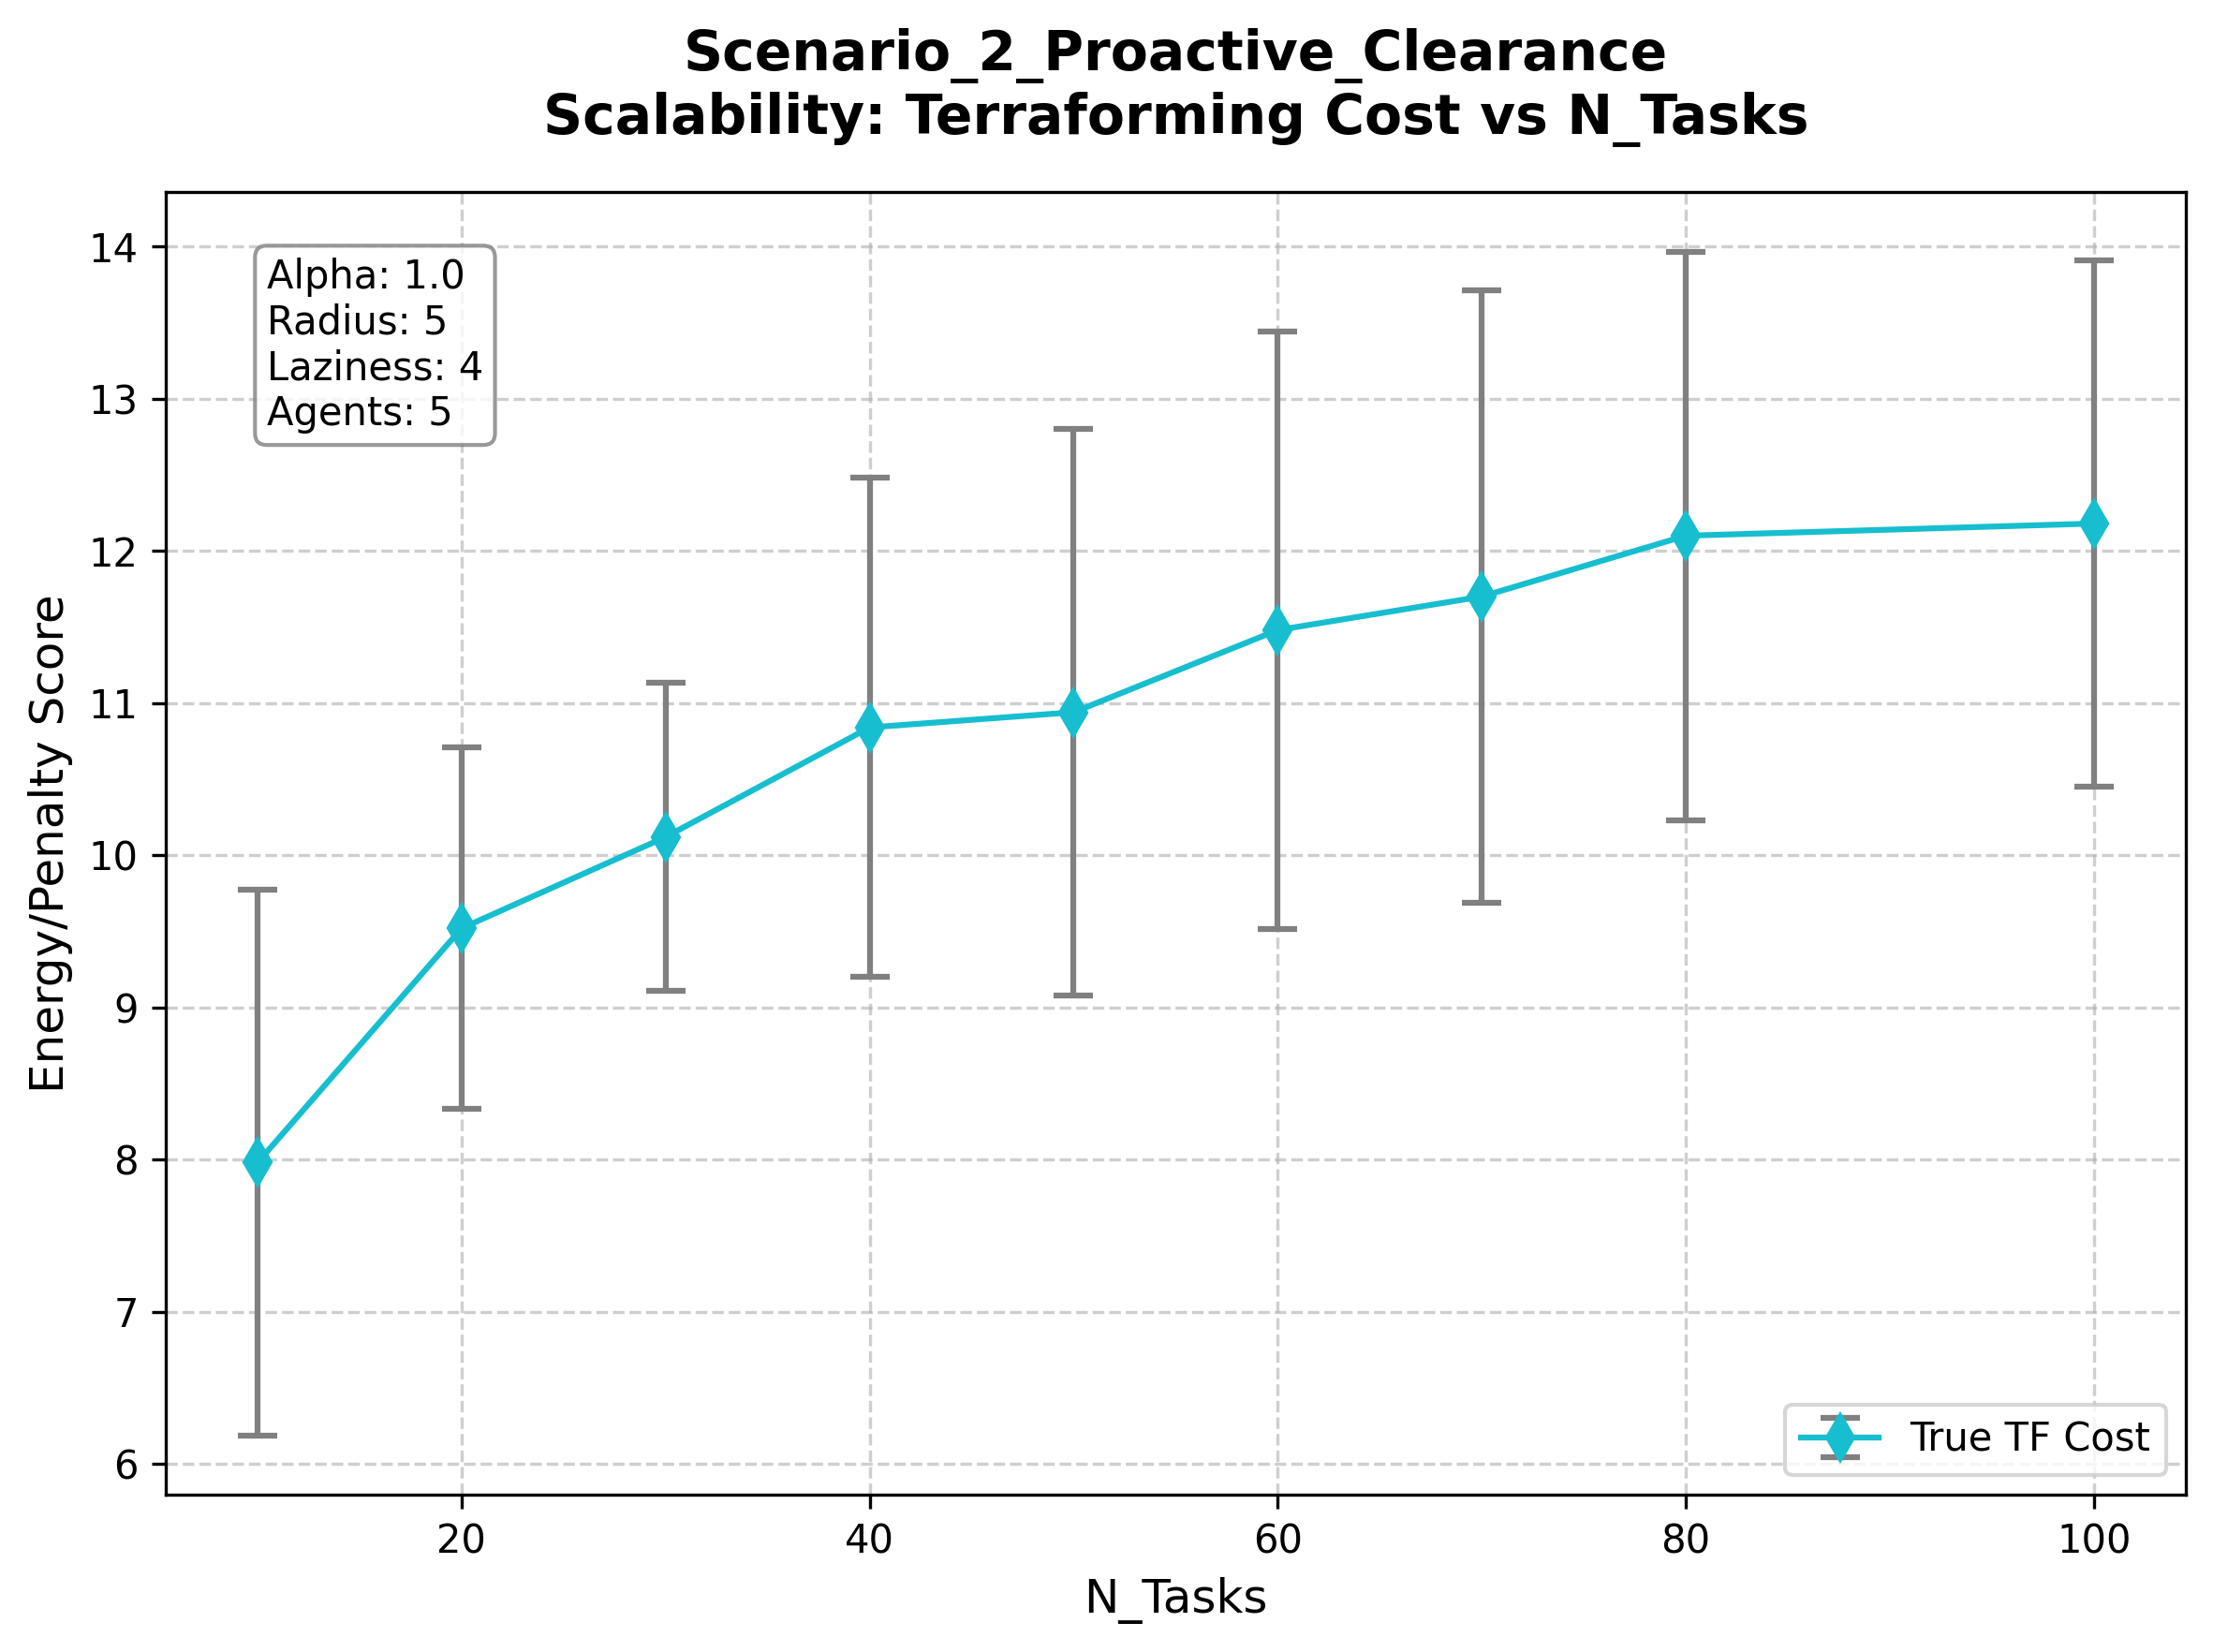 Scenario_2_Proactive_Clearance
Scalability: Terraforming Cost vs N_Tasks
Alpha: 1.0
Radius: 5
Laziness: 4
Agents: 5
Energy/Penalty Score
14
13
12
11
10
9
8
7
6
True TF Cost
20 40 60 80 100
N_Tasks